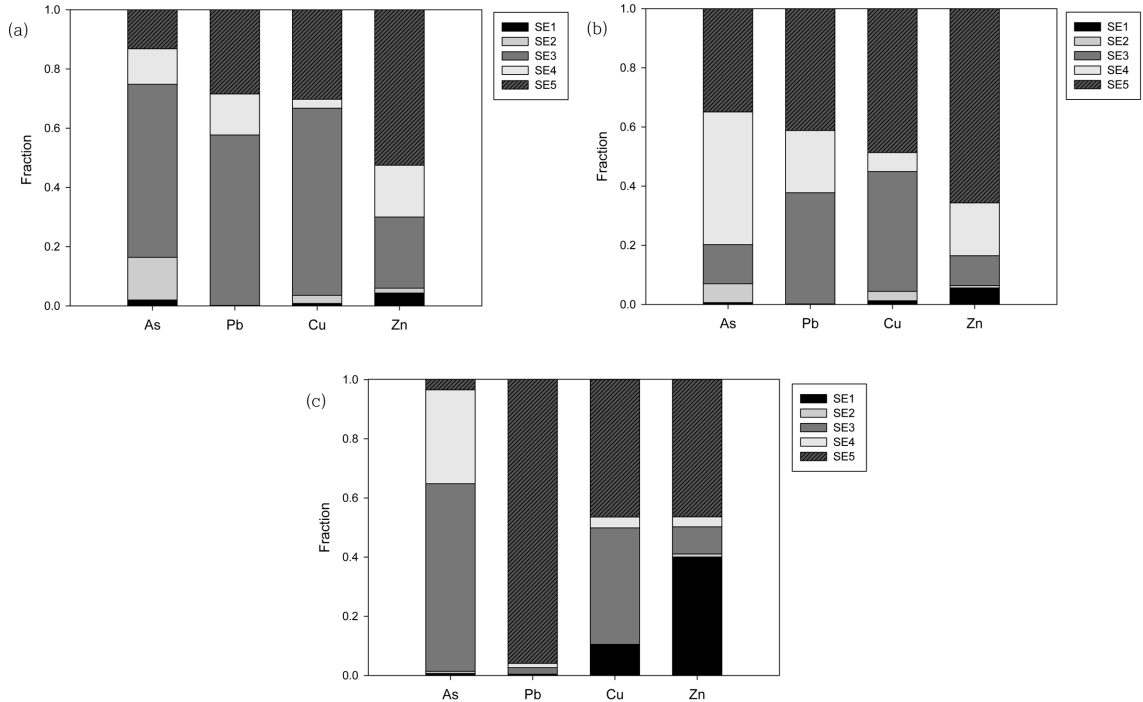 (a)
Fraction
1.0
0.8
0.6
0.4
0.2
0.0
As Pb Cu Zn
SE1
SE2
SE3
SE4
SE5
(b)
Fraction
1.0
0.8
0.6
0.4
0.2
0.0
As Pb Cu Zn
SE1
SE2
SE3
SE4
SE5
(c)
Fraction
1.0
0.8
0.6
0.4
0.2
0.0
As Pb Cu Zn
SE1
SE2
SE3
SE4
SE5